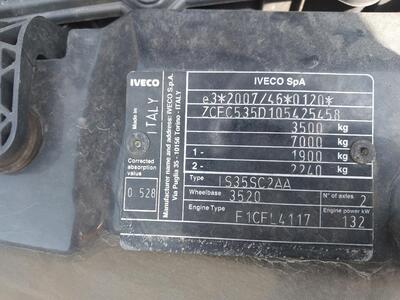 IVECO
Made in
ITALY
Corrected
absorption
value
0.528
Manufacturer name and address: IVECO S.p.A.
Via Puglia 35 - 10156 Torino - ITALY
IVECO SpA
e3*2007/46*0120*
ZCFC535D105425458
3500 kg
7000 kg
1- 1900 kg
2- 2240 kg
Type IS35SC2AA
Wheelbase 3520 N° of axles 2
Engine Type F1CFL4117 Engine power kW 132